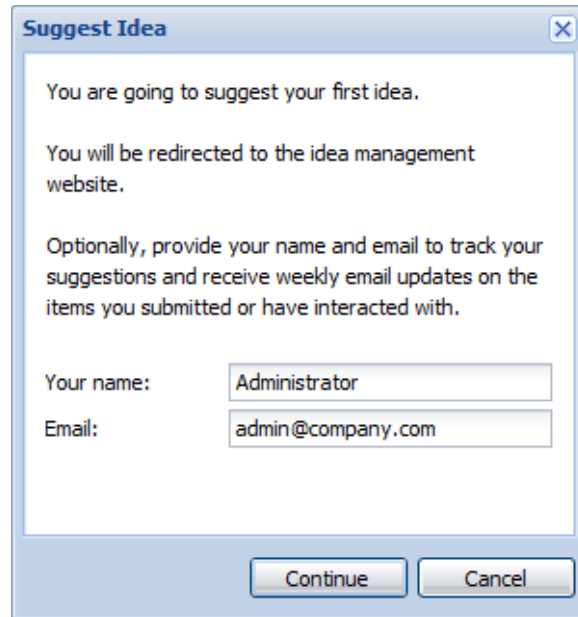 Suggest Idea
You are going to suggest your first idea.
You will be redirected to the idea management
website.
Optionally, provide your name and email to track your
suggestions and receive weekly email updates on the
items you submitted or have interacted with.
Your name: Administrator
Email: admin@company.com
Continue Cancel